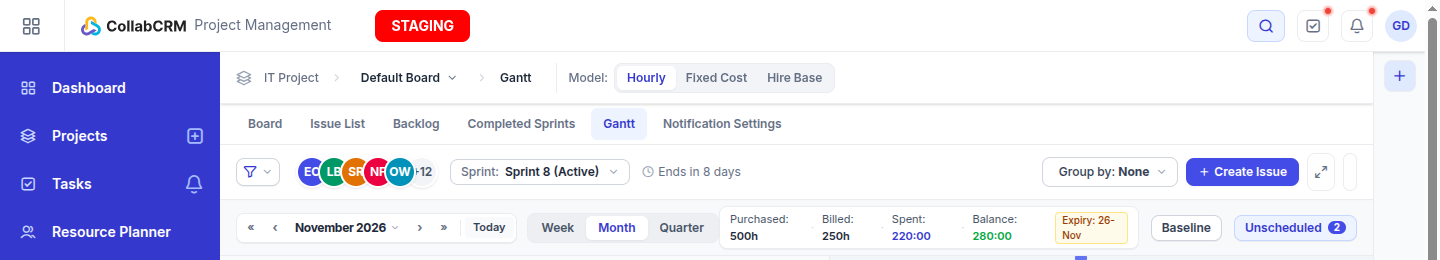 CollabCRM Project Management STAGING GD
Dashboard
Projects
Tasks
Resource Planner
IT Project Default Board Gantt Model: Hourly Fixed Cost Hire Base
Board Issue List Backlog Completed Sprints Gantt Notification Settings
EC LE SR NP OW +12 Sprint: Sprint 8 (Active) Ends in 8 days Group by: None + Create Issue
« ‹ November 2026 › » Today Week Month Quarter
Purchased: Billed: Spent: Balance: Expiry: 26-
500h 250h 220:00 280:00 Nov
Baseline Unscheduled 2